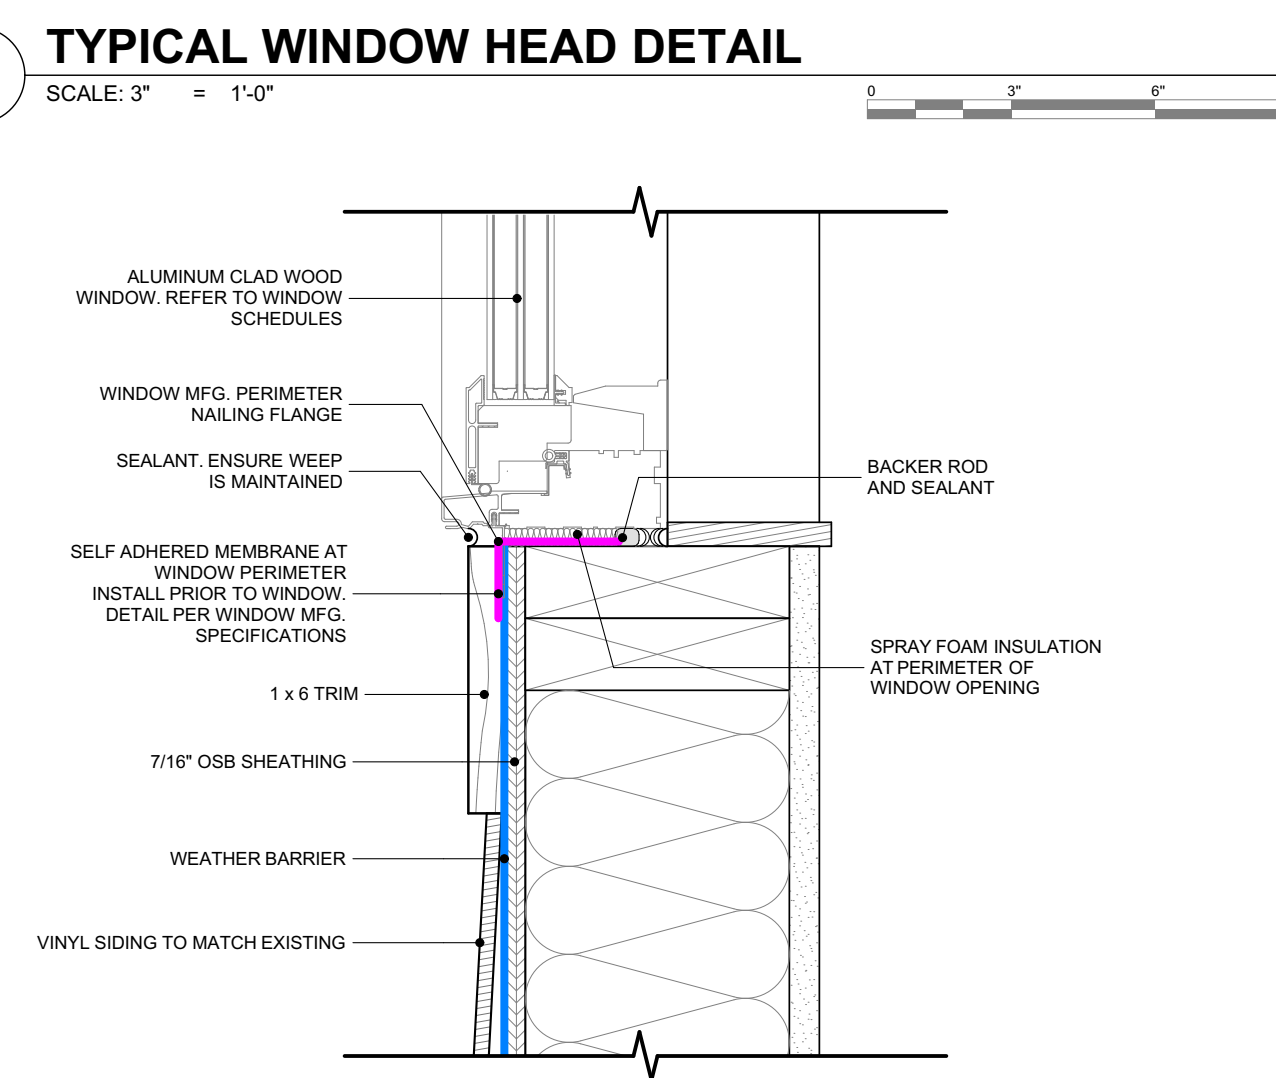 TYPICAL WINDOW HEAD DETAIL
SCALE: 3" = 1'-0"
0 3" 6"
ALUMINUM CLAD WOOD
WINDOW. REFER TO WINDOW
SCHEDULES
WINDOW MFG. PERIMETER
NAILING FLANGE
SEALANT. ENSURE WEEP
IS MAINTAINED
BACKER ROD
AND SEALANT
SELF ADHERED MEMBRANE AT
WINDOW PERIMETER
INSTALL PRIOR TO WINDOW.
DETAIL PER WINDOW MFG.
SPECIFICATIONS
SPRAY FOAM INSULATION
AT PERIMETER OF
WINDOW OPENING
1 x 6 TRIM
7/16" OSB SHEATHING
WEATHER BARRIER
VINYL SIDING TO MATCH EXISTING